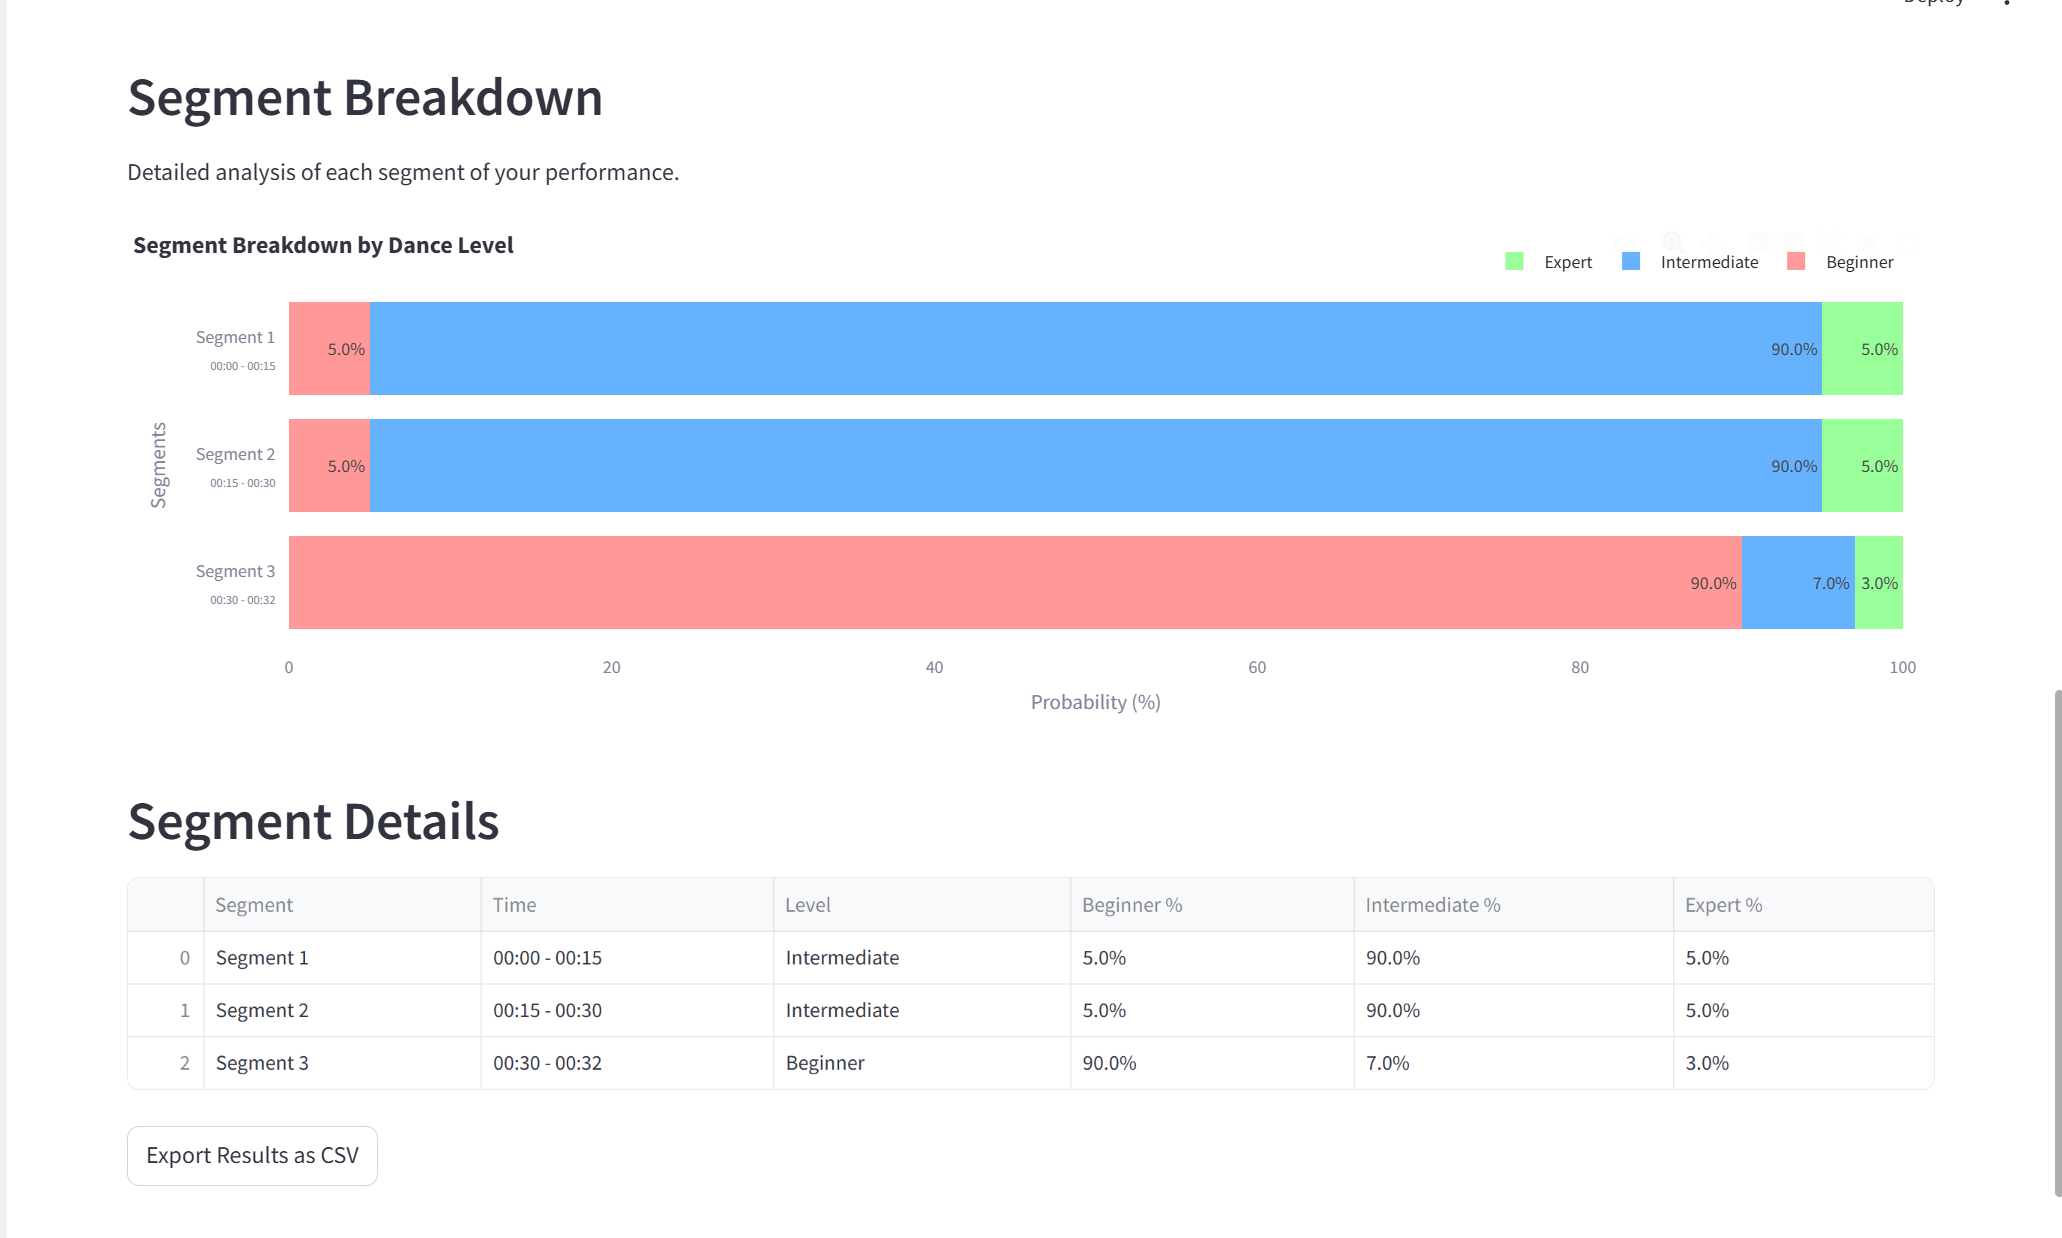 Deploy
Segment Breakdown
Detailed analysis of each segment of your performance.
Segment Breakdown by Dance Level
Expert Intermediate Beginner
Segment 1
00:00 - 00:15
5.0% 90.0% 5.0%
Segments
Segment 2
00:15 - 00:30
5.0% 90.0% 5.0%
Segment 3
00:30 - 00:32
90.0% 7.0% 3.0%
0 20 40 60 80 100
Probability (%)
Segment Details
Segment Time Level Beginner % Intermediate % Expert %
0 Segment 1 00:00 - 00:15 Intermediate 5.0% 90.0% 5.0%
1 Segment 2 00:15 - 00:30 Intermediate 5.0% 90.0% 5.0%
2 Segment 3 00:30 - 00:32 Beginner 90.0% 7.0% 3.0%
Export Results as CSV